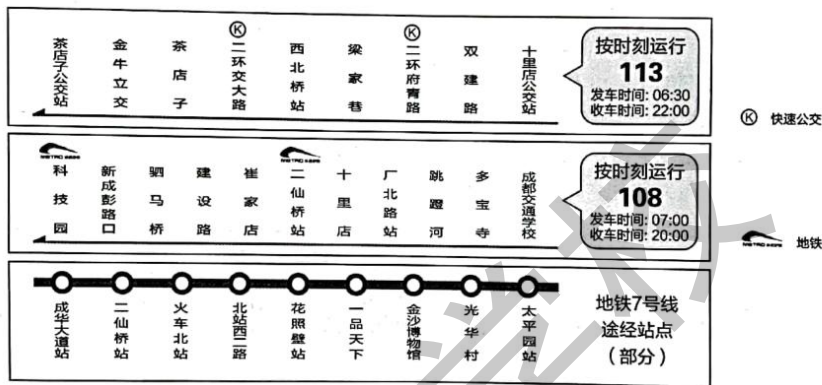 Ⓚ
Ⓚ
茶店子公交站
金牛立交
茶店子
二环交大路
西北桥站
梁家巷
二环府青路
双建路
十里店公交站
按时刻运行
113
发车时间: 06:30
收车时间: 22:00
Ⓚ 快速公交
科技园
新成彭路口
驷马桥
建设路
崔家店
二仙桥站
十里店
厂北路站
跳蹬河
多宝寺
成都交通学校
按时刻运行
108
发车时间: 07:00
收车时间: 20:00
地铁
成华大道站
二仙桥站
火车北站
北站西二路
花照壁站
一品天下
金沙博物馆
光华村
太平园站
地铁7号线
途经站点
(部分)
学校